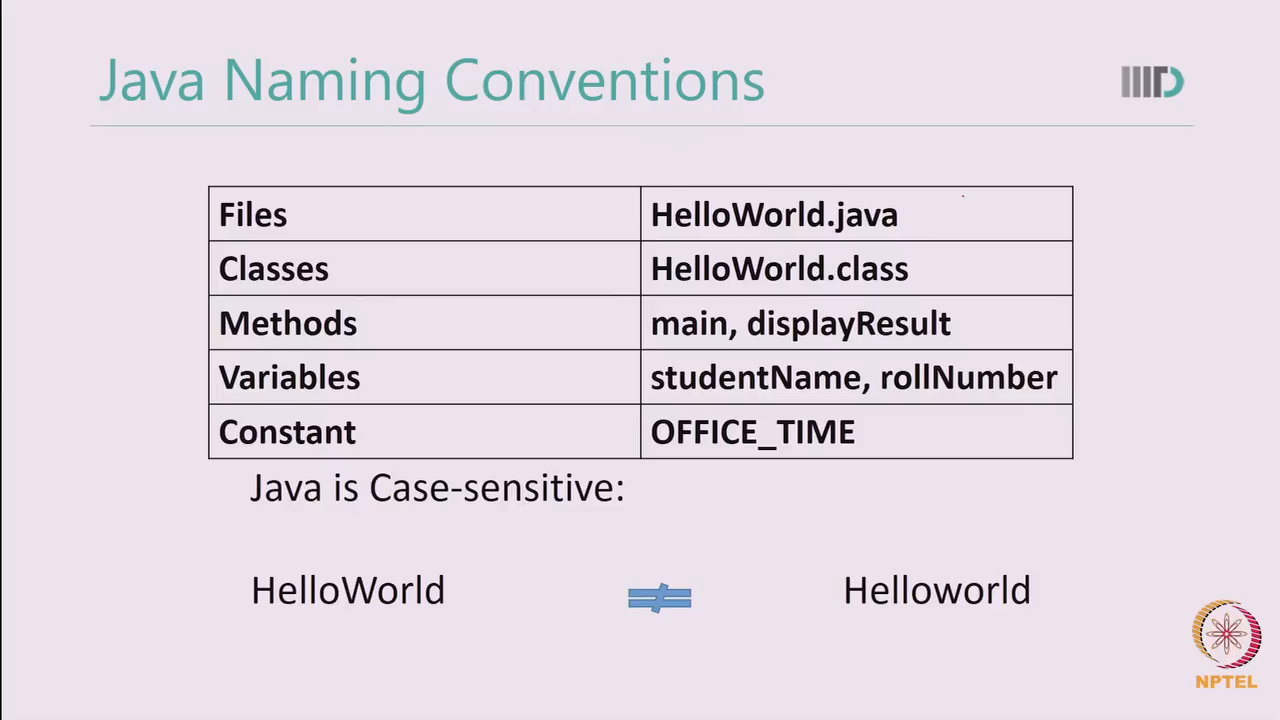 Java Naming Conventions
IIITD
Files HelloWorld.java
Classes HelloWorld.class
Methods main, displayResult
Variables studentName, rollNumber
Constant OFFICE_TIME
Java is Case-sensitive:
HelloWorld Helloworld
NPTEL